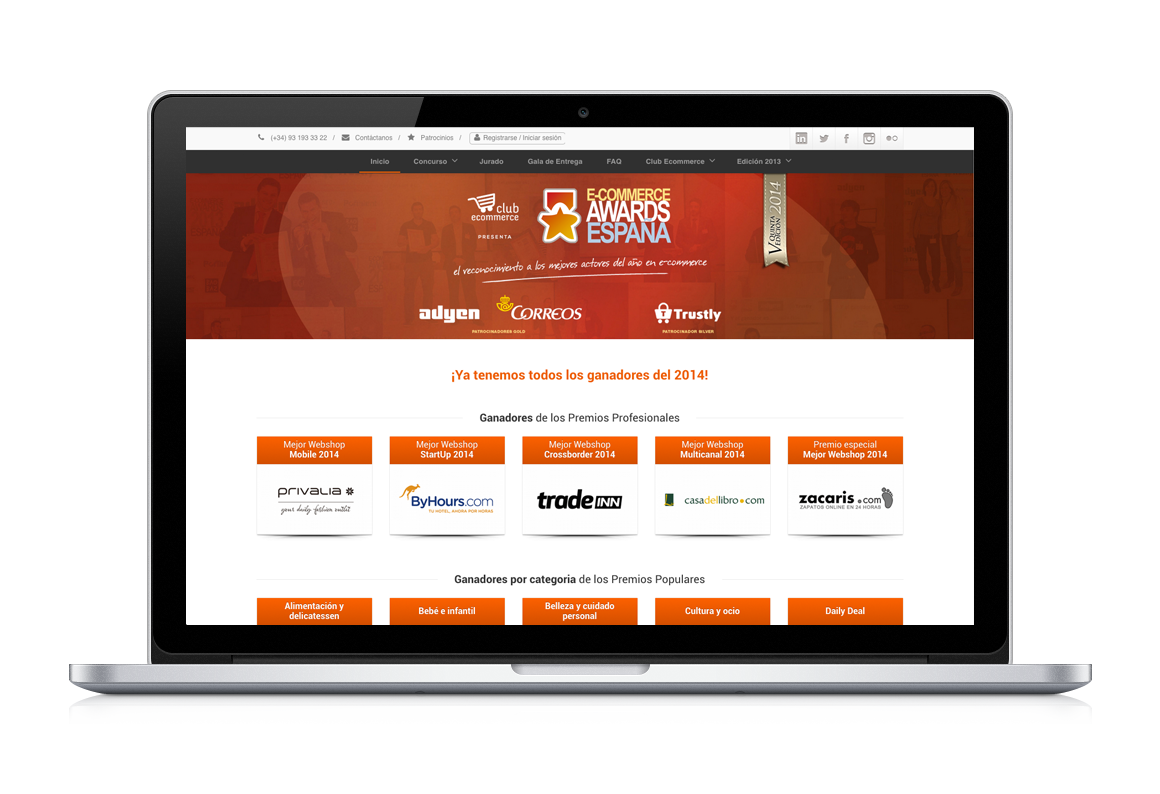 (+34) 93 193 33 22 / Contáctanos / Patrocinios / Registrarse / Iniciar sesión
Inicio Concurso Jurado Gala de Entrega FAQ Club Ecommerce Edición 2013
club
ecommerce
PRESENTA
E-COMMERCE
AWARDS
ESPAÑA
V QUINTA EDICION 2014
el reconocimiento a los mejores actores del año en e-commerce
adyen CORREOS Trustly
PATROCINADORES GOLD PATROCINADOR SILVER
¡Ya tenemos todos los ganadores del 2014!
Ganadores de los Premios Profesionales
Mejor Webshop Mejor Webshop Mejor Webshop Mejor Webshop Premio especial
Mobile 2014 StartUp 2014 Crossborder 2014 Multicanal 2014 Mejor Webshop 2014
PRIVALIA
your daily fashion outlet
ByHours.com
TU HOTEL, AHORA POR HORAS
trade INN
casadellibro.com
zacaris.com
ZAPATOS ONLINE EN 24 HORAS
Ganadores por categoria de los Premios Populares
Alimentación y
delicatessen
Bebé e infantil
Belleza y cuidado
personal
Cultura y ocio
Daily Deal